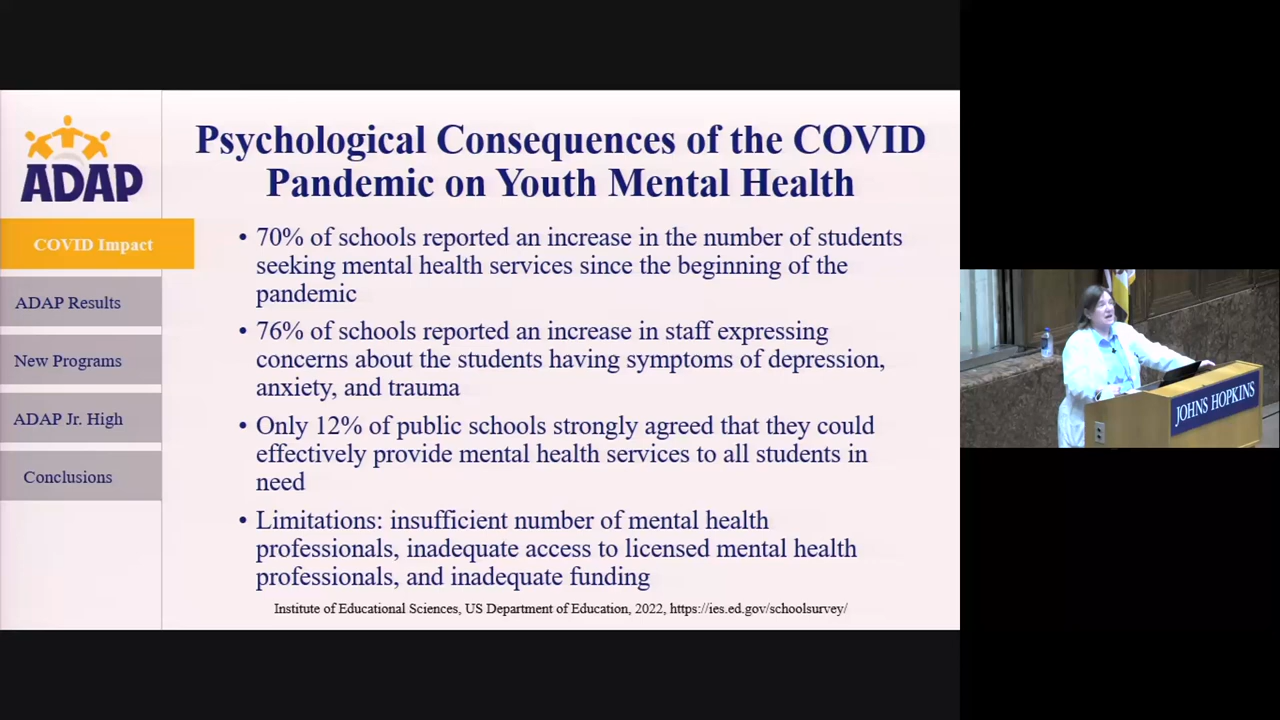 ADAP
COVID Impact
ADAP Results
New Programs
ADAP Jr. High
Conclusions
Psychological Consequences of the COVID
Pandemic on Youth Mental Health
• 70% of schools reported an increase in the number of students
seeking mental health services since the beginning of the
pandemic
• 76% of schools reported an increase in staff expressing
concerns about the students having symptoms of depression,
anxiety, and trauma
• Only 12% of public schools strongly agreed that they could
effectively provide mental health services to all students in
need
• Limitations: insufficient number of mental health
professionals, inadequate access to licensed mental health
professionals, and inadequate funding
Institute of Educational Sciences, US Department of Education, 2022, https://ies.ed.gov/schoolsurvey/
JOHNS HOPKINS